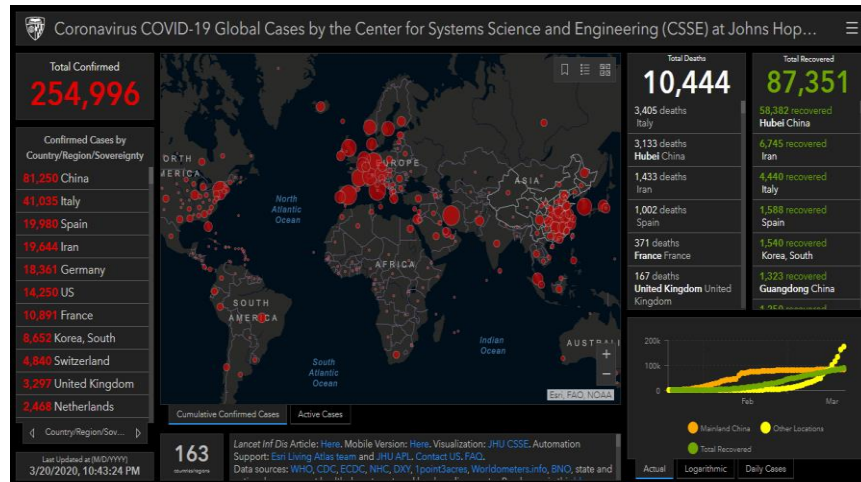 Coronavirus COVID-19 Global Cases by the Center for Systems Science and Engineering (CSSE) at Johns Hop...
Total Confirmed
254,996
Confirmed Cases by
Country/Region/Sovereignty
81,250 China
41,035 Italy
19,980 Spain
19,644 Iran
18,361 Germany
14,250 US
10,891 France
8,652 Korea, South
4,840 Switzerland
3,297 United Kingdom
2,468 Netherlands
Country/Region/Sov...
Last Updated at (M/D/YYYY)
3/20/2020, 10:43:24 PM
EUROPE
ASIA
North
Atlantic
Ocean
AFRICA
SOUTH
AMERICA
Indian
Ocean
South
Atlantic
Ocean
+
−
Esri, FAO, NOAA
Cumulative Confirmed Cases
Active Cases
163
countries/regions
Lancet Inf Dis Article: Here. Mobile Version: Here. Visualization: JHU CSSE. Automation
Support: Esri Living Atlas team and JHU APL. Contact US. FAQ.
Data sources: WHO, CDC, ECDC, NHC, DXY, 1point3acres, Worldometers.info, BNO, state and
Total Deaths
10,444
3,405 deaths
Italy
3,133 deaths
Hubei China
1,433 deaths
Iran
1,002 deaths
Spain
371 deaths
France France
167 deaths
United Kingdom United
Kingdom
Total Recovered
87,351
58,382 recovered
Hubei China
6,745 recovered
Iran
4,440 recovered
Italy
1,588 recovered
Spain
1,540 recovered
Korea, South
1,323 recovered
Guangdong China
200k
100k
0
Feb
Mar
Mainland China
Other Locations
Total Recovered
Actual
Logarithmic
Daily Cases